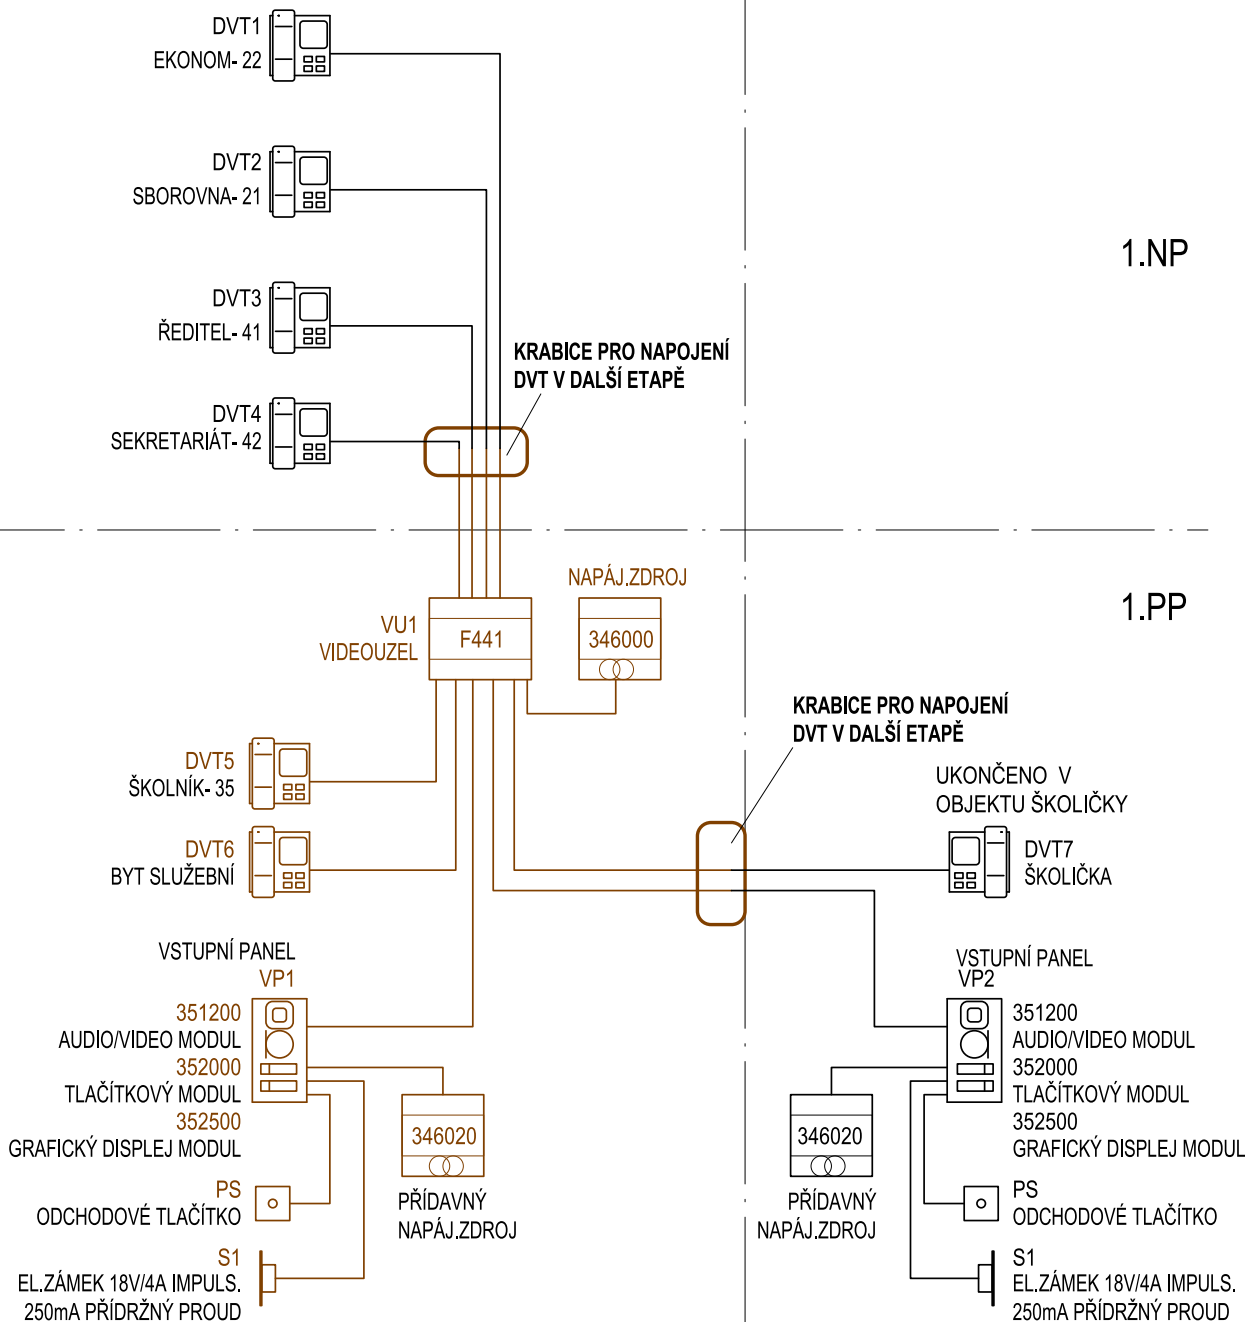 DVT1
EKONOM- 22
DVT2
SBOROVNA- 21
1.NP
DVT3
ŘEDITEL- 41
KRABICE PRO NAPOJENÍ
DVT V DALŠÍ ETAPĚ
DVT4
SEKRETARIÁT- 42
NAPÁJ.ZDROJ
1.PP
VU1
VIDEOUZEL
F441
346000
KRABICE PRO NAPOJENÍ
DVT V DALŠÍ ETAPĚ
DVT5
ŠKOLNÍK- 35
UKONČENO V
OBJEKTU ŠKOLIČKY
DVT6
BYT SLUŽEBNÍ
DVT7
ŠKOLIČKA
VSTUPNÍ PANEL
VP1
351200
AUDIO/VIDEO MODUL
352000
TLAČÍTKOVÝ MODUL
352500
GRAFICKÝ DISPLEJ MODUL
346020
PŘÍDAVNÝ
NAPÁJ.ZDROJ
PS
ODCHODOVÉ TLAČÍTKO
S1
EL.ZÁMEK 18V/4A IMPULS.
250mA PŘÍDRŽNÝ PROUD
VSTUPNÍ PANEL
VP2
351200
AUDIO/VIDEO MODUL
352000
TLAČÍTKOVÝ MODUL
352500
GRAFICKÝ DISPLEJ MODUL
346020
PŘÍDAVNÝ
NAPÁJ.ZDROJ
PS
ODCHODOVÉ TLAČÍTKO
S1
EL.ZÁMEK 18V/4A IMPULS.
250mA PŘÍDRŽNÝ PROUD